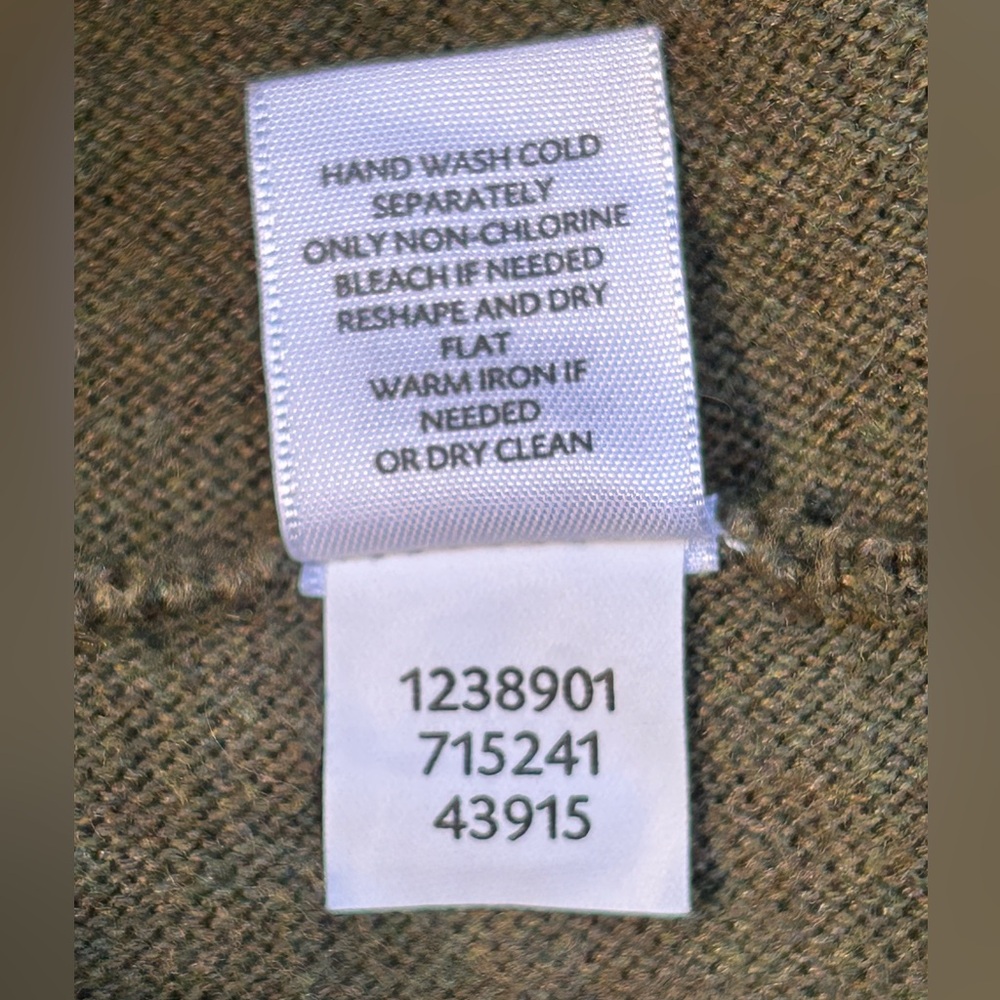 HAND WASH COLD
SEPARATELY
ONLY NON-CHLORINE
BLEACH IF NEEDED
RESHAPE AND DRY
FLAT
WARM IRON IF
NEEDED
OR DRY CLEAN
1238901
715241
43915